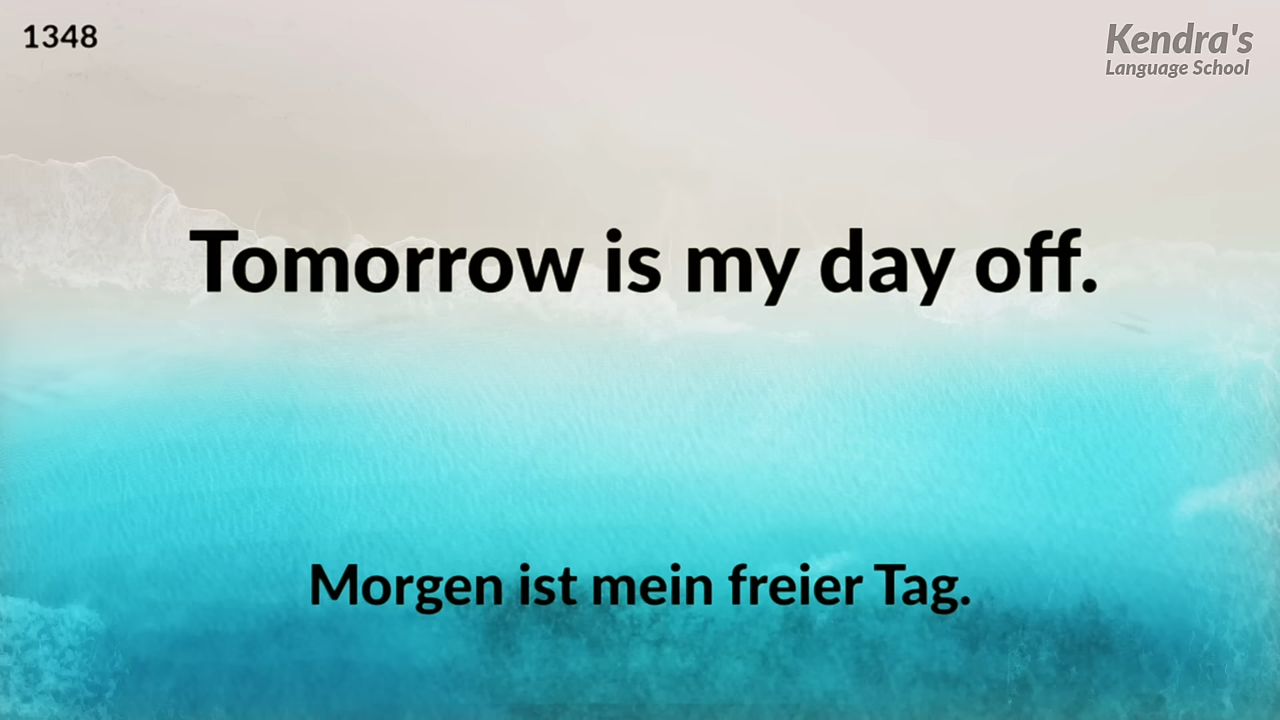 1348
Kendra's
Language School
Tomorrow is my day off.
Morgen ist mein freier Tag.